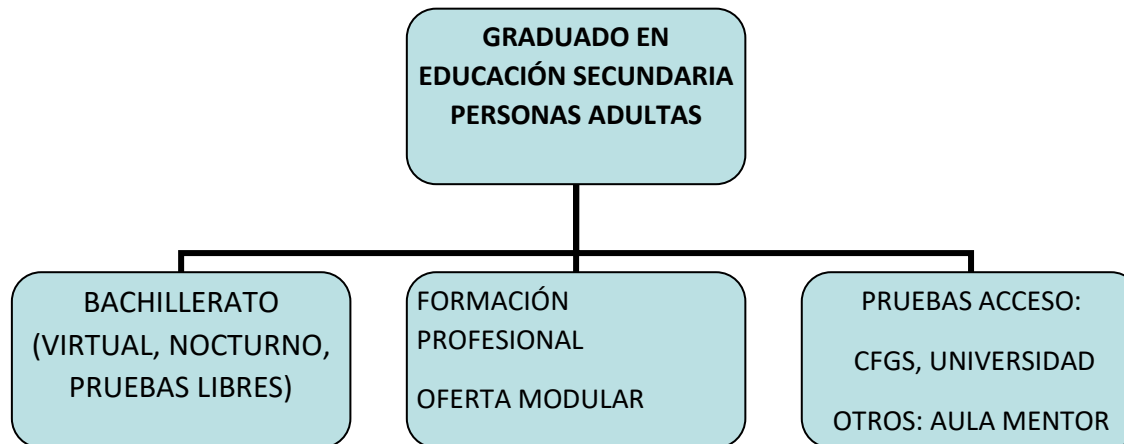 GRADUADO EN
EDUCACIÓN SECUNDARIA
PERSONAS ADULTAS
BACHILLERATO
(VIRTUAL, NOCTURNO,
PRUEBAS LIBRES)
FORMACIÓN
PROFESIONAL
OFERTA MODULAR
PRUEBAS ACCESO:
CFGS, UNIVERSIDAD
OTROS: AULA MENTOR